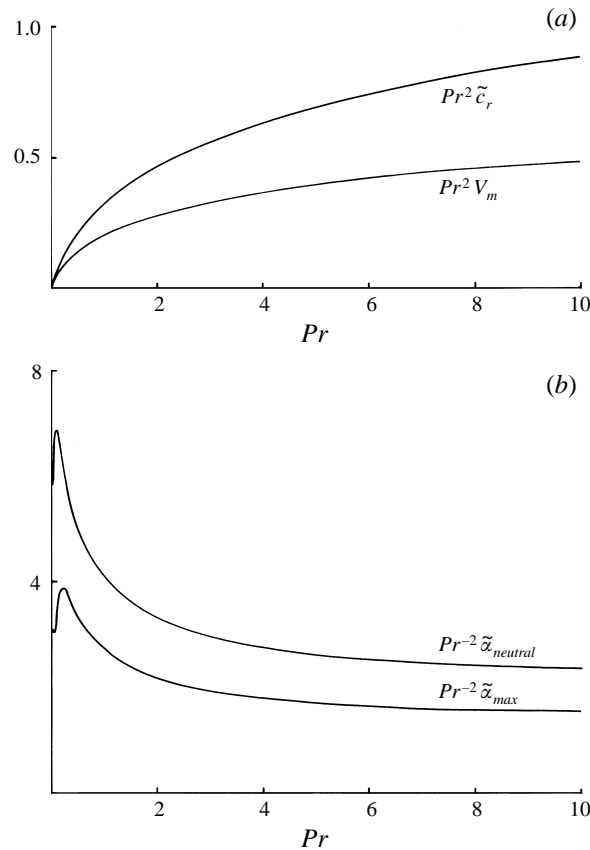 (a)
1.0
Pr² c̃ᵣ
0.5
Pr² Vₘ
2 4 6 8 10
Pr
(b)
8
4
Pr⁻² α̃neutral
Pr⁻² α̃max
0
2 4 6 8 10
Pr